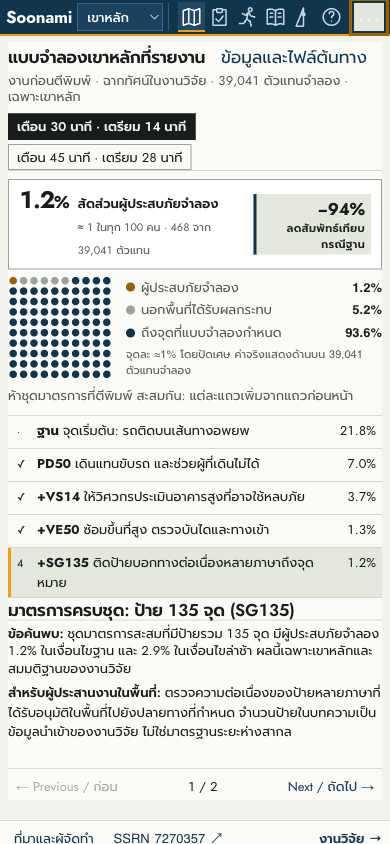 Soonami เขาหลัก
แบบจำลองเขาหลักที่รายงาน ข้อมูลและไฟล์ต้นทาง
งานก่อนตีพิมพ์ · ฉากทัศน์ในงานวิจัย · 39,041 ตัวแทนจำลอง ·
เฉพาะเขาหลัก
เตือน 30 นาที · เตรียม 14 นาที
เตือน 45 นาที · เตรียม 28 นาที
1.2% สัดส่วนผู้ประสบภัยจำลอง
≈ 1 ในทุก 100 คน · 468 จาก
39,041 ตัวแทน
−94%
ลดสัมพัทธ์เทียบ
กรณีฐาน
ผู้ประสบภัยจำลอง 1.2%
นอกพื้นที่ได้รับผลกระทบ 5.2%
ถึงจุดที่แบบจำลองกำหนด 93.6%
จุดละ ≈1% โดยปัดเศษ ค่าจริงแสดงด้านบน 39,041
ตัวแทนจำลอง
ห้าชุดมาตรการที่ตีพิมพ์ สะสมกัน: แต่ละแถวเพิ่มจากแถวก่อนหน้า
· ฐาน จุดเริ่มต้น: รถติดบนเส้นทางอพยพ 21.8%
✓ PD50 เดินแทนขับรถ และช่วยผู้ที่เดินไม่ได้ 7.0%
✓ +VS14 ให้วิศวกรประเมินอาคารสูงที่อาจใช้หลบภัย 3.7%
✓ +VE50 ซ้อมขึ้นที่สูง ตรวจบันไดและทางเข้า 1.3%
4 +SG135 ติดป้ายบอกทางต่อเนื่องหลายภาษาถึงจุด 1.2%
หมาย
มาตรการครบชุด: ป้าย 135 จุด (SG135)
ข้อค้นพบ: ชุดมาตรการสะสมที่มีป้ายรวม 135 จุด มีผู้ประสบภัยจำลอง
1.2% ในเงื่อนไขฐาน และ 2.9% ในเงื่อนไขล่าช้า ผลนี้เฉพาะเขาหลักและ
สมมติฐานของงานวิจัย
สำหรับผู้ประสานงานในพื้นที่: ตรวจความต่อเนื่องของป้ายหลายภาษาที่
ได้รับอนุมัติในพื้นที่ไปยังปลายทางที่กำหนด จำนวนป้ายในบทความเป็น
ข้อมูลนำเข้าของงานวิจัย ไม่ใช่มาตรฐานระยะห่างสากล
← Previous / ก่อน 1 / 2 Next / ถัดไป →
ที่มาและผู้จัดทำ SSRN 7270357 ↗ งานวิจัย →